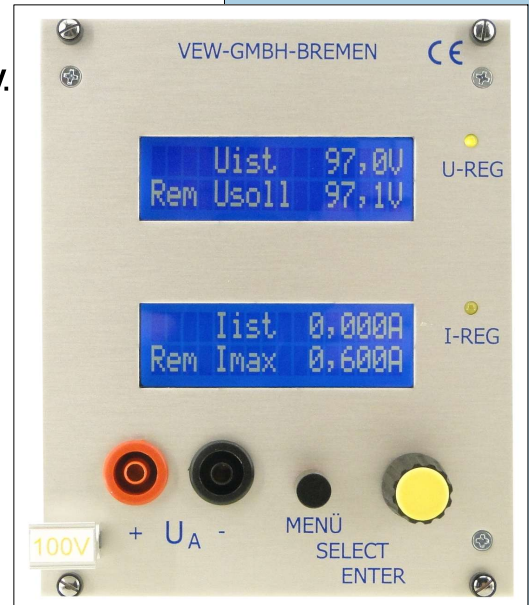 VEW-GMBH-BREMEN CE
Uist 97,0V
Rem Usoll 97,1V
U-REG
Iist 0,000A
Rem Imax 0,600A
I-REG
+ UA -
100V
MENÜ
SELECT
ENTER